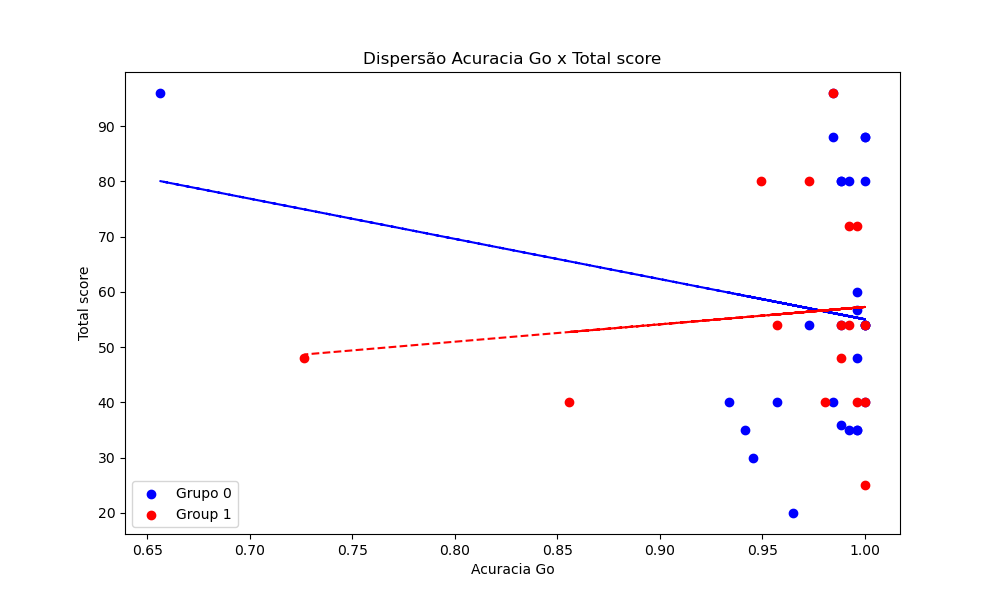 Dispersão Acuracia Go x Total score
Total score
90
80
70
60
50
40
30
20
Grupo 0
Group 1
0.65 0.70 0.75 0.80 0.85 0.90 0.95 1.00
Acuracia Go